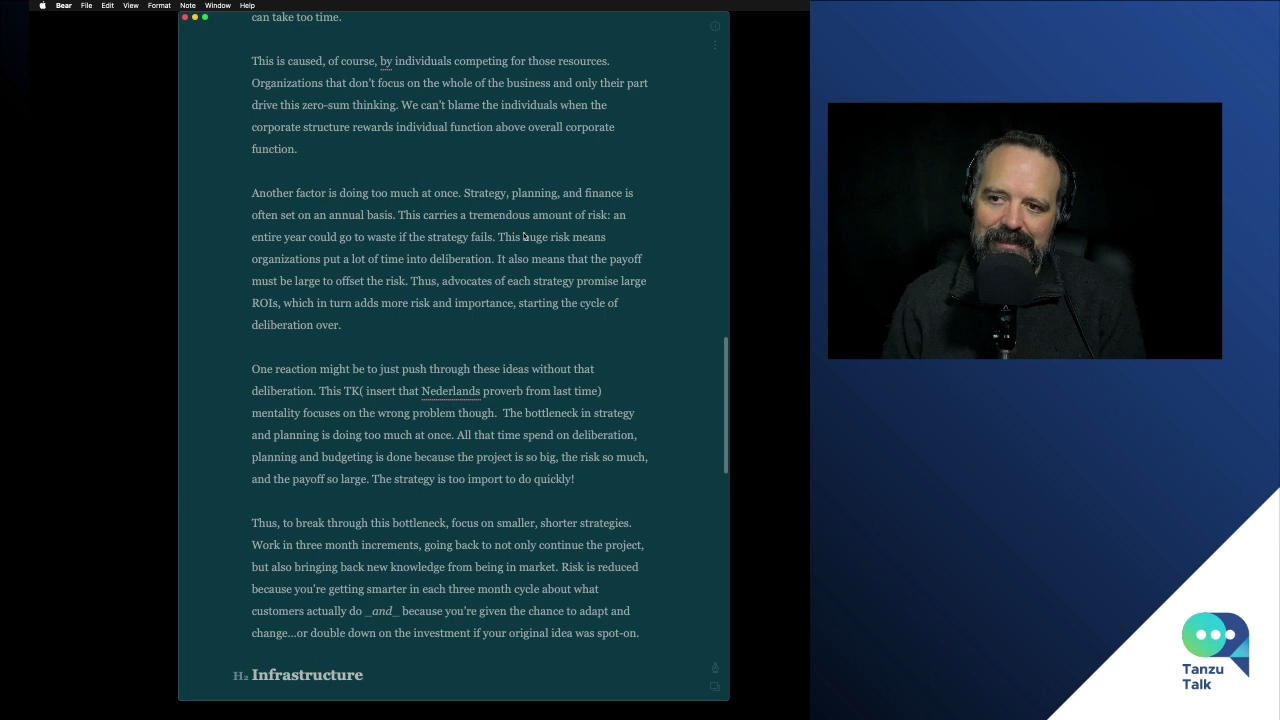 Bear File Edit View Format Note Window Help
can take too time.
This is caused, of course, by individuals competing for those resources.
Organizations that don't focus on the whole of the business and only their part
drive this zero-sum thinking. We can't blame the individuals when the
corporate structure rewards individual function above overall corporate
function.
Another factor is doing too much at once. Strategy, planning, and finance is
often set on an annual basis. This carries a tremendous amount of risk: an
entire year could go to waste if the strategy fails. This huge risk means
organizations put a lot of time into deliberation. It also means that the payoff
must be large to offset the risk. Thus, advocates of each strategy promise large
ROIs, which in turn adds more risk and importance, starting the cycle of
deliberation over.
One reaction might be to just push through these ideas without that
deliberation. This TK( insert that Nederlands proverb from last time)
mentality focuses on the wrong problem though.  The bottleneck in strategy
and planning is doing too much at once. All that time spend on deliberation,
planning and budgeting is done because the project is so big, the risk so much,
and the payoff so large. The strategy is too import to do quickly!
Thus, to break through this bottleneck, focus on smaller, shorter strategies.
Work in three month increments, going back to not only continue the project,
but also bringing back new knowledge from being in market. Risk is reduced
because you're getting smarter in each three month cycle about what
customers actually do _and_ because you're given the chance to adapt and
change...or double down on the investment if your original idea was spot-on.
H2 Infrastructure
Tanzu
Talk